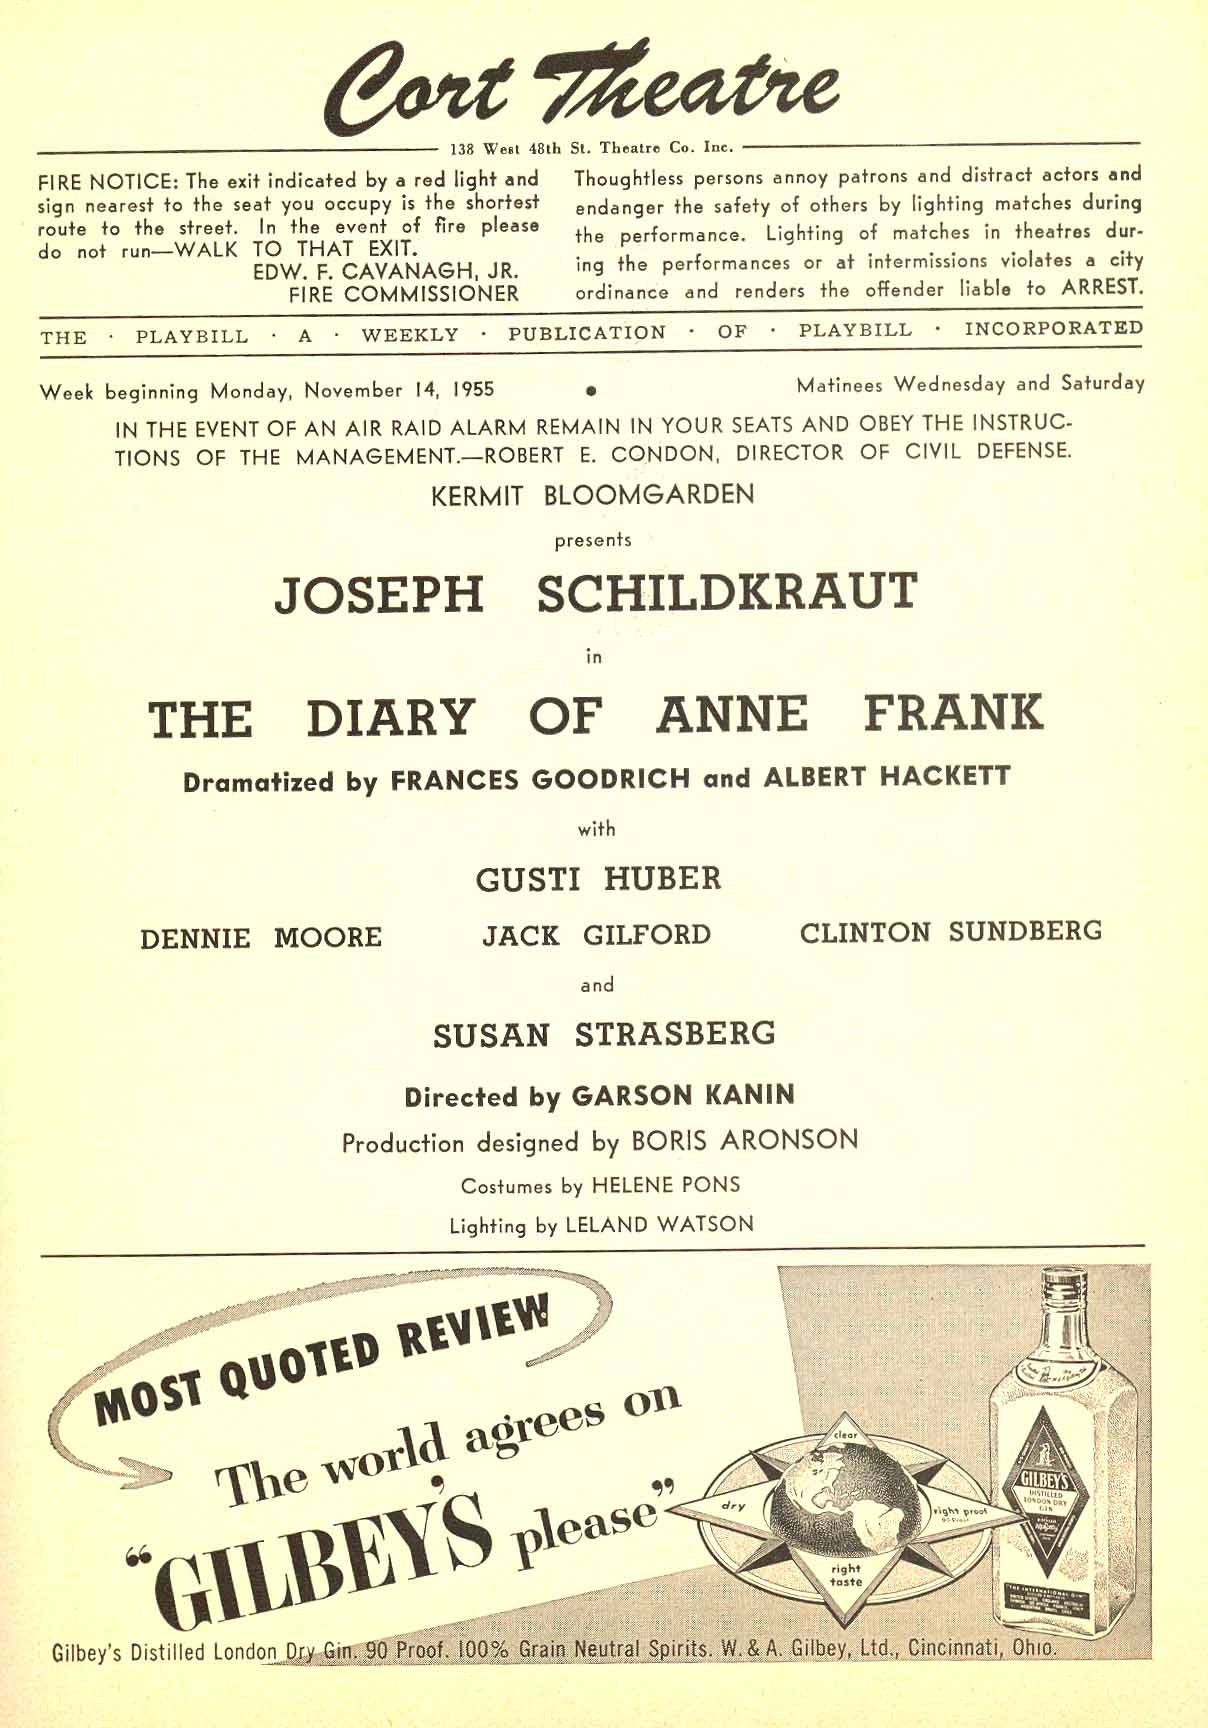 Cort Theatre
138 West 48th St. Theatre Co. Inc.
FIRE NOTICE: The exit indicated by a red light and
sign nearest to the seat you occupy is the shortest
route to the street. In the event of fire please
do not run—WALK TO THAT EXIT.
EDW. F. CAVANAGH, JR.
FIRE COMMISSIONER
Thoughtless persons annoy patrons and distract actors and
endanger the safety of others by lighting matches during
the performance. Lighting of matches in theatres dur-
ing the performances or at intermissions violates a city
ordinance and renders the offender liable to ARREST.
THE · PLAYBILL · A · WEEKLY · PUBLICATION · OF · PLAYBILL · INCORPORATED
Week beginning Monday, November 14, 1955 • Matinees Wednesday and Saturday
IN THE EVENT OF AN AIR RAID ALARM REMAIN IN YOUR SEATS AND OBEY THE INSTRUC-
TIONS OF THE MANAGEMENT.—ROBERT E. CONDON, DIRECTOR OF CIVIL DEFENSE.
KERMIT BLOOMGARDEN
presents
JOSEPH SCHILDKRAUT
in
THE DIARY OF ANNE FRANK
Dramatized by FRANCES GOODRICH and ALBERT HACKETT
with
GUSTI HUBER
DENNIE MOORE JACK GILFORD CLINTON SUNDBERG
and
SUSAN STRASBERG
Directed by GARSON KANIN
Production designed by BORIS ARONSON
Costumes by HELENE PONS
Lighting by LELAND WATSON
MOST QUOTED REVIEW
The world agrees on
"GILBEY'S please"
clear
dry
right proof
90 Proof
right
taste
GILBEY'S
DISTILLED
LONDON DRY
GIN
"THE INTERNATIONAL GIN"
Gilbey's Distilled London Dry Gin. 90 Proof. 100% Grain Neutral Spirits. W. & A. Gilbey, Ltd., Cincinnati, Ohio.